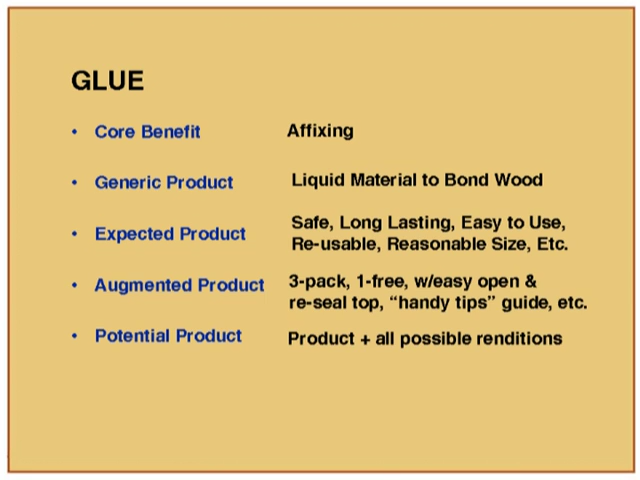 GLUE
• Core Benefit Affixing
• Generic Product Liquid Material to Bond Wood
• Expected Product Safe, Long Lasting, Easy to Use,
Re-usable, Reasonable Size, Etc.
• Augmented Product 3-pack, 1-free, w/easy open &
re-seal top, “handy tips” guide, etc.
• Potential Product Product + all possible renditions